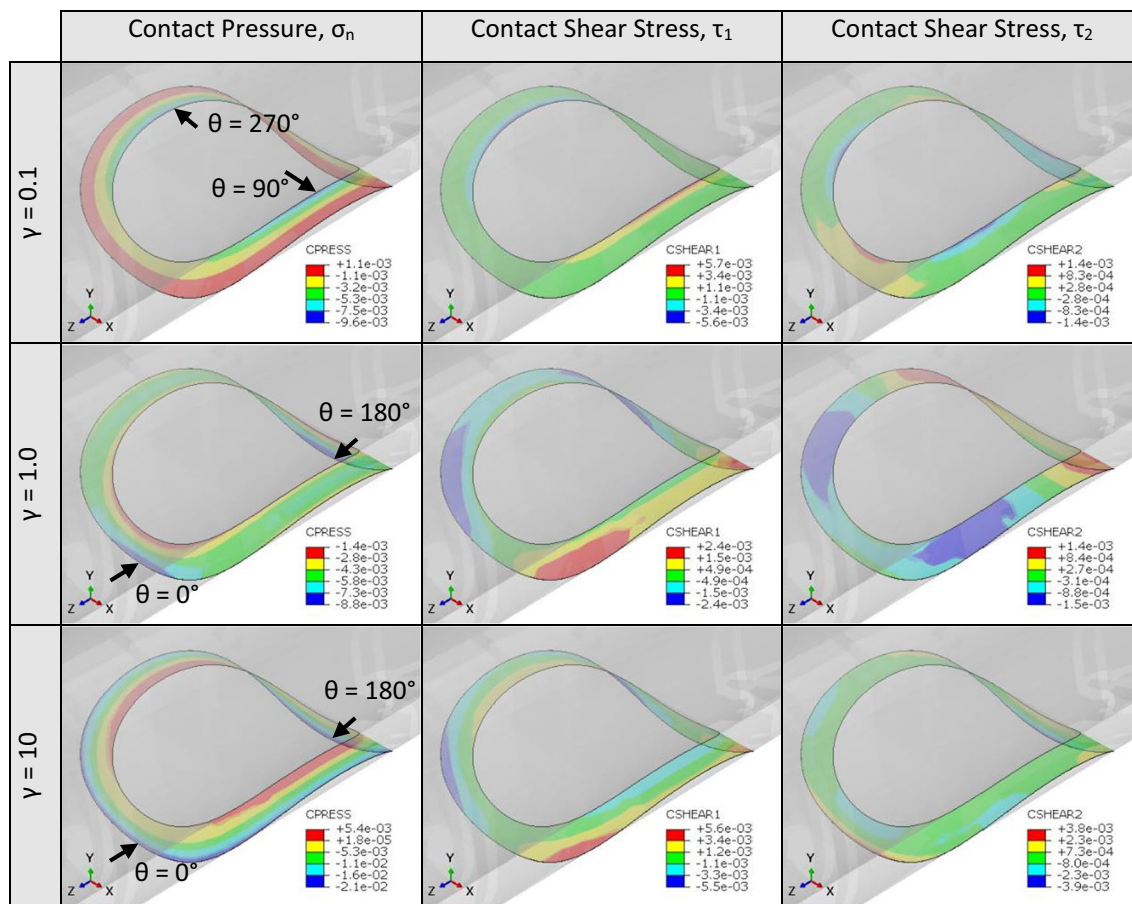 Contact Pressure, σn
Contact Shear Stress, τ1
Contact Shear Stress, τ2
γ = 0.1
θ = 270°
θ = 90°
CPRESS
+1.1e-03
-1.1e-03
-3.2e-03
-5.3e-03
-7.5e-03
-9.6e-03
Y
Z X
CSHEAR1
+5.7e-03
+3.4e-03
+1.1e-03
-1.1e-03
-3.4e-03
-5.6e-03
Y
Z X
CSHEAR2
+1.4e-03
+8.3e-04
+2.8e-04
-2.8e-04
-8.3e-04
-1.4e-03
Y
Z X
γ = 1.0
θ = 180°
θ = 0°
CPRESS
-1.4e-03
-2.8e-03
-4.3e-03
-5.8e-03
-7.3e-03
-8.8e-03
Y
Z X
CSHEAR1
+2.4e-03
+1.5e-03
+4.9e-04
-4.9e-04
-1.5e-03
-2.4e-03
Y
Z X
CSHEAR2
+1.4e-03
+8.4e-04
+2.7e-04
-3.1e-04
-8.8e-04
-1.5e-03
Y
Z X
γ = 10
θ = 180°
θ = 0°
CPRESS
+5.4e-03
+1.8e-05
-5.3e-03
-1.1e-02
-1.6e-02
-2.1e-02
Y
Z X
CSHEAR1
+5.6e-03
+3.4e-03
+1.2e-03
-1.1e-03
-3.3e-03
-5.5e-03
Y
Z X
CSHEAR2
+3.8e-03
+2.3e-03
+7.3e-04
-8.0e-04
-2.3e-03
-3.9e-03
Y
Z X